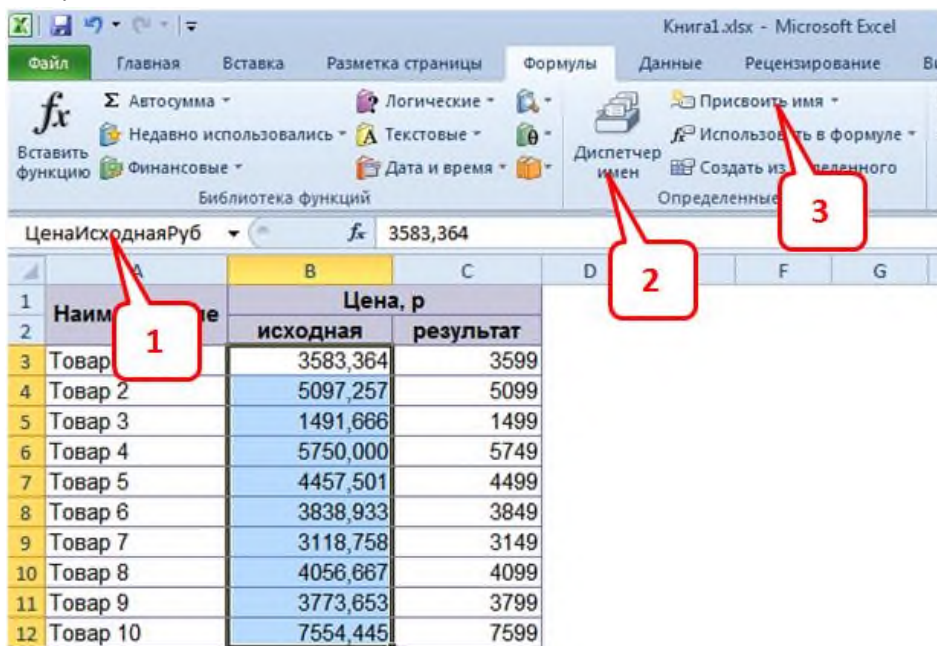 Книга1.xlsx - Microsoft Excel
Файл Главная Вставка Разметка страницы Формулы Данные Рецензирование
fx Σ Автосумма Логические Присвоить имя
Недавно использовались Текстовые Использовать в формуле
Вставить функцию Финансовые Дата и время Диспетчер имен Создать из
Библиотека функций
3
ЦенаИсходнаяРуб fx 3583,364
A B C D F G
2
1 Цена, р
2 исходная результат
1
3 Товар 3583,364 3599
4 Товар 2 5097,257 5099
5 Товар 3 1491,666 1499
6 Товар 4 5750,000 5749
7 Товар 5 4457,501 4499
8 Товар 6 3838,933 3849
9 Товар 7 3118,758 3149
10 Товар 8 4056,667 4099
11 Товар 9 3773,653 3799
12 Товар 10 7554,445 7599